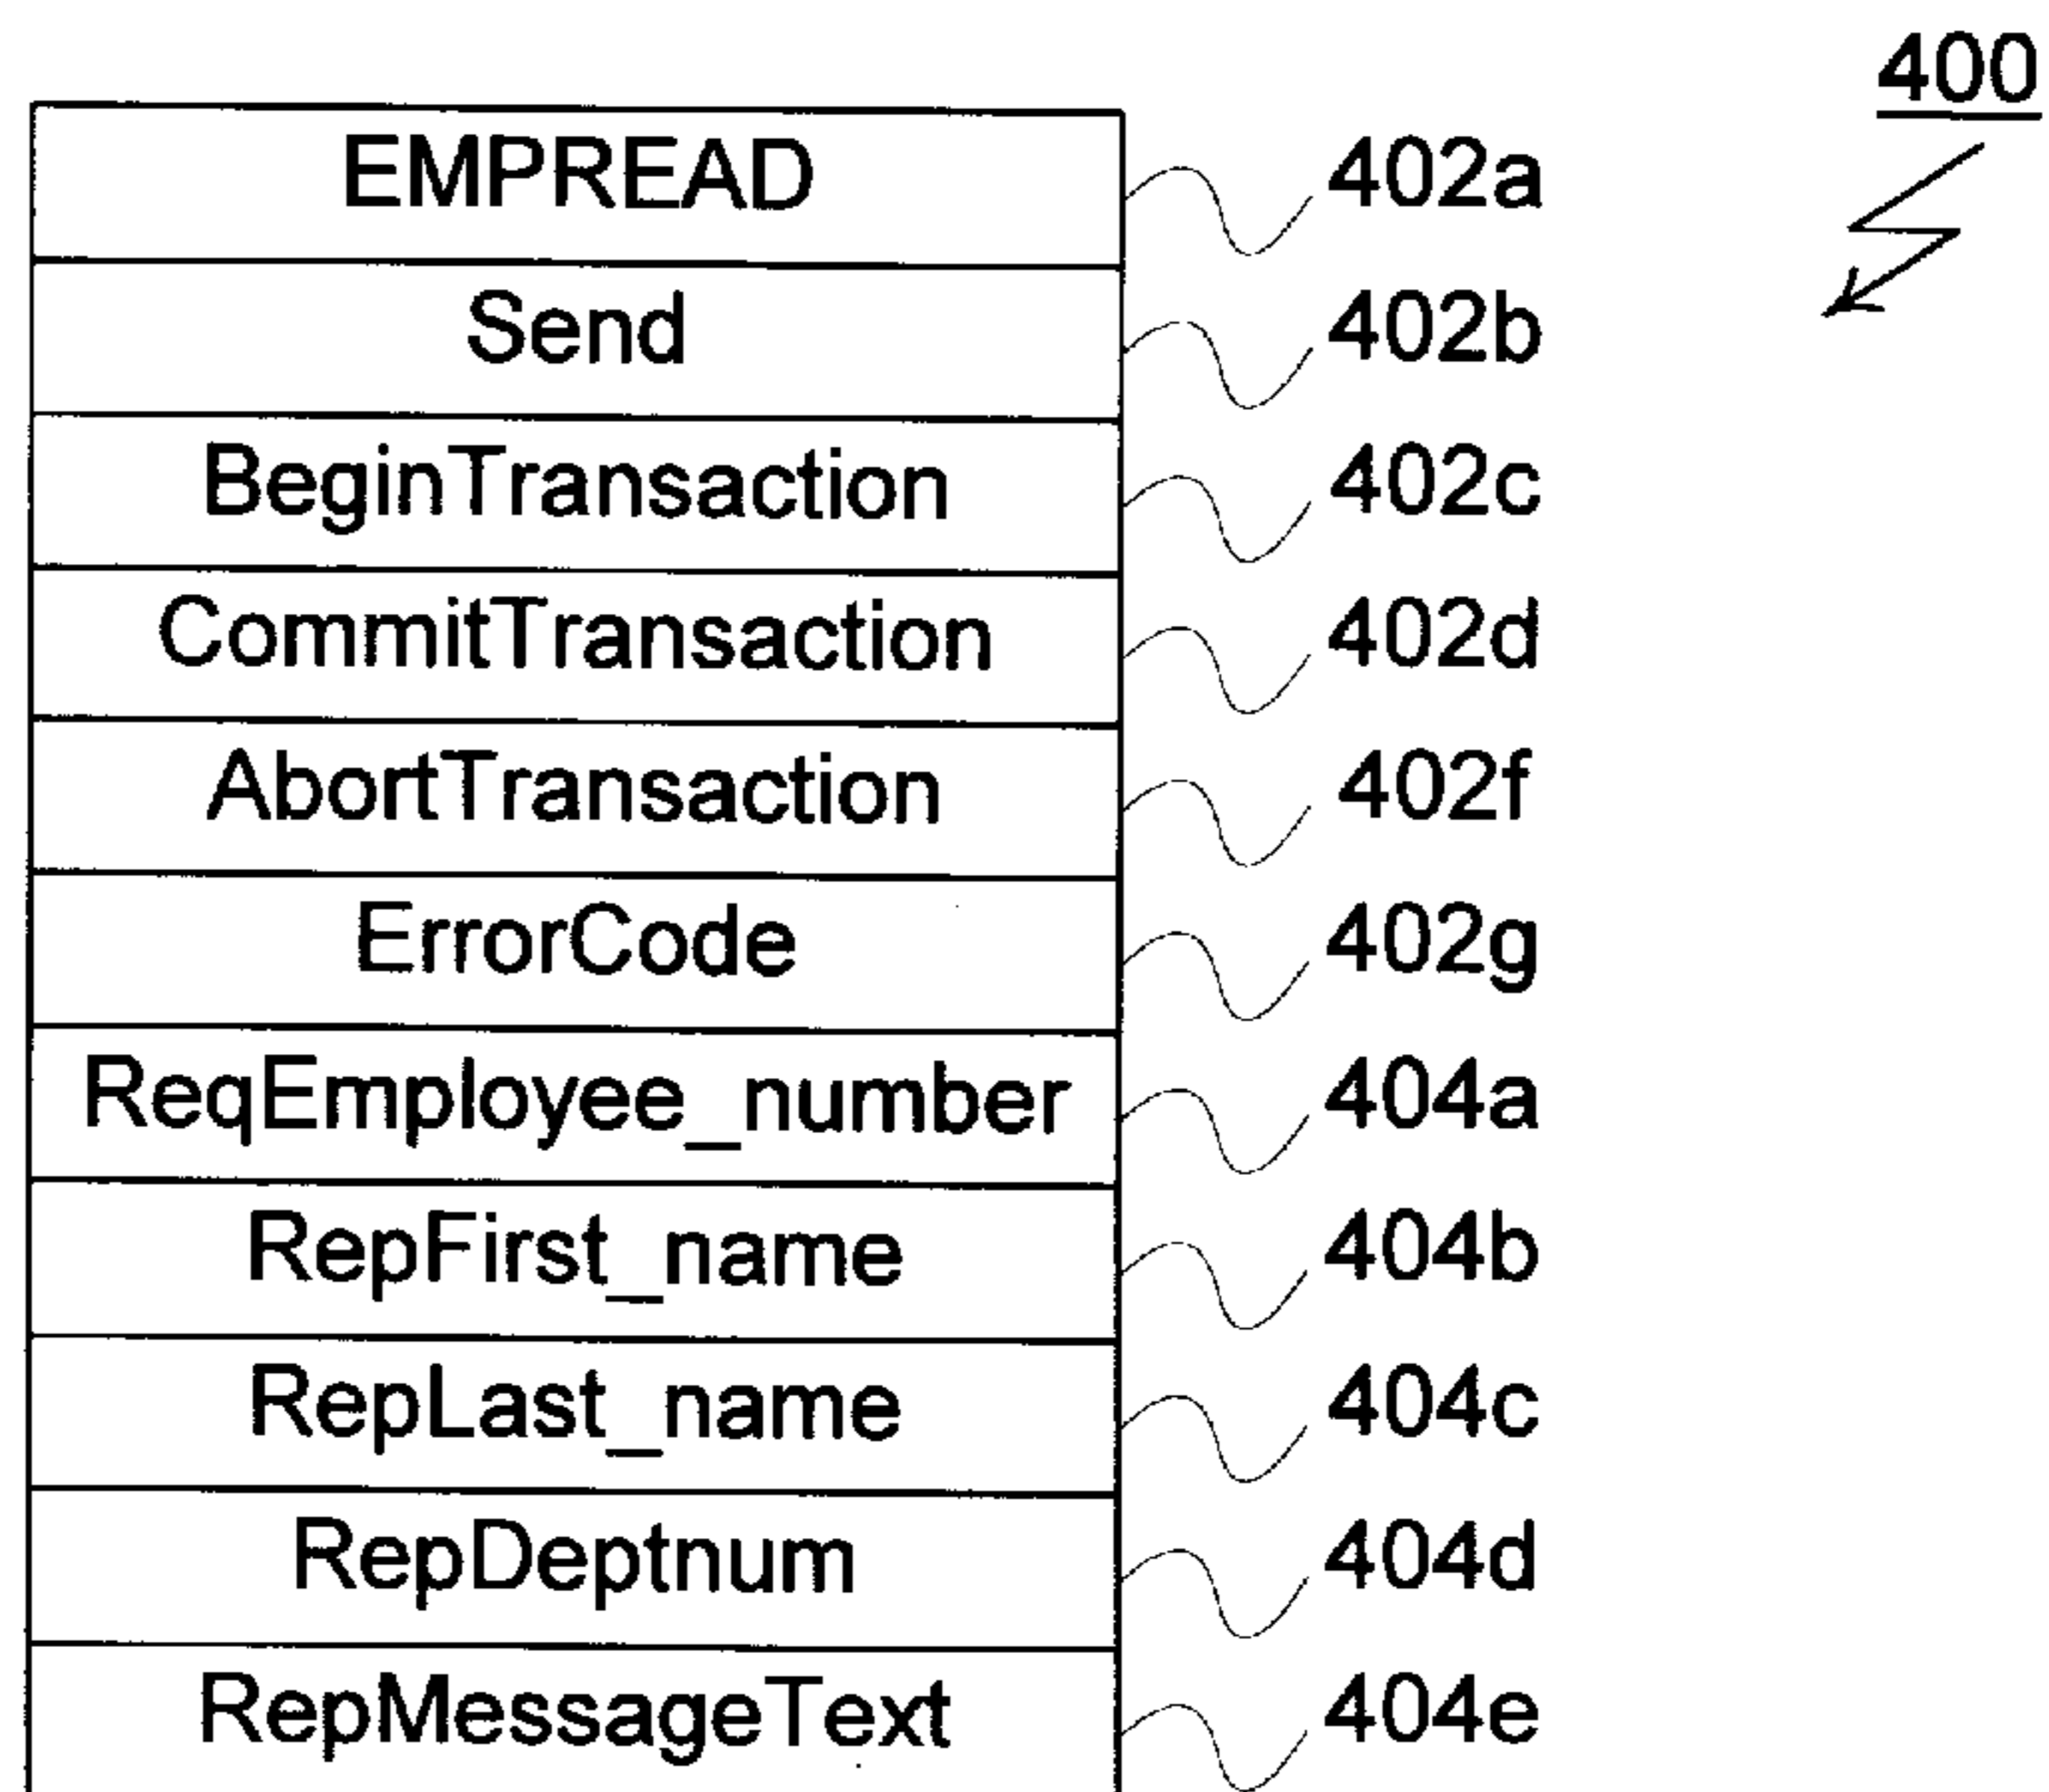 400
EMPREAD 402a
Send 402b
BeginTransaction 402c
CommitTransaction 402d
AbortTransaction 402f
ErrorCode 402g
ReqEmployee_number 404a
RepFirst_name 404b
RepLast_name 404c
RepDeptnum 404d
RepMessageText 404e